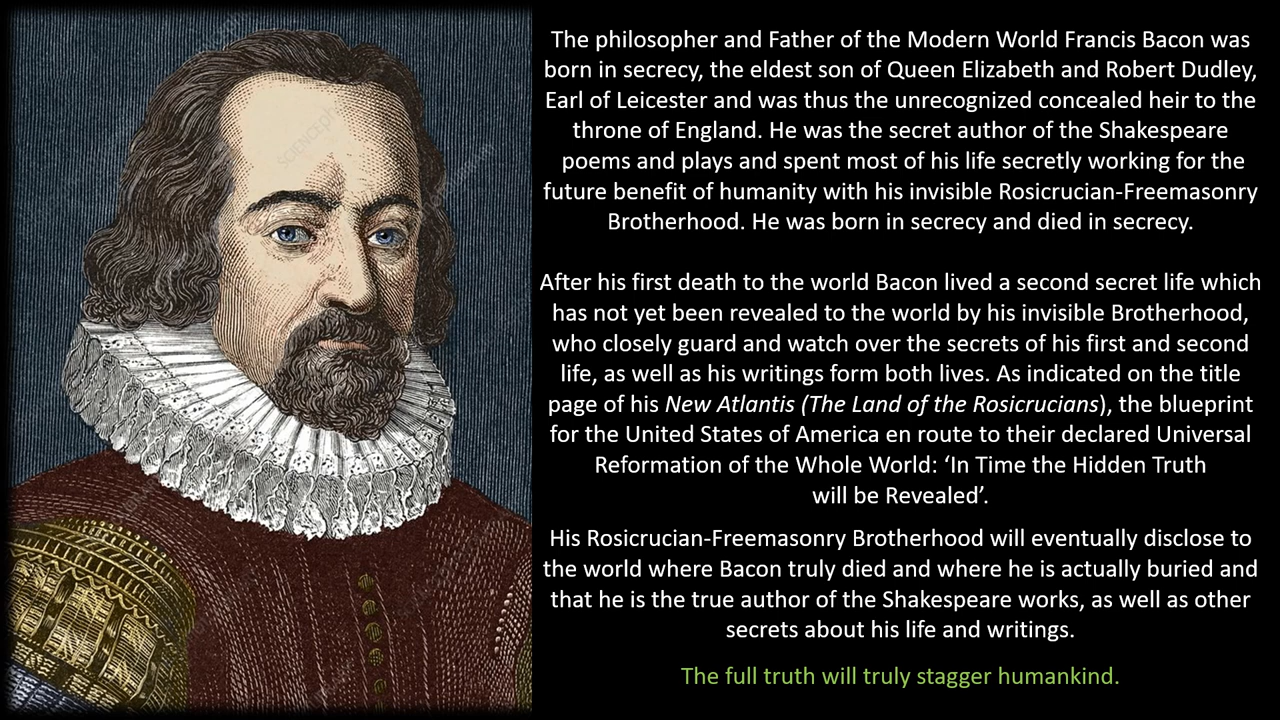 The philosopher and Father of the Modern World Francis Bacon was
born in secrecy, the eldest son of Queen Elizabeth and Robert Dudley,
Earl of Leicester and was thus the unrecognized concealed heir to the
throne of England. He was the secret author of the Shakespeare
poems and plays and spent most of his life secretly working for the
future benefit of humanity with his invisible Rosicrucian-Freemasonry
Brotherhood. He was born in secrecy and died in secrecy.
After his first death to the world Bacon lived a second secret life which
has not yet been revealed to the world by his invisible Brotherhood,
who closely guard and watch over the secrets of his first and second
life, as well as his writings form both lives. As indicated on the title
page of his New Atlantis (The Land of the Rosicrucians), the blueprint
for the United States of America en route to their declared Universal
Reformation of the Whole World: ‘In Time the Hidden Truth
will be Revealed’.
His Rosicrucian-Freemasonry Brotherhood will eventually disclose to
the world where Bacon truly died and where he is actually buried and
that he is the true author of the Shakespeare works, as well as other
secrets about his life and writings.
The full truth will truly stagger humankind.